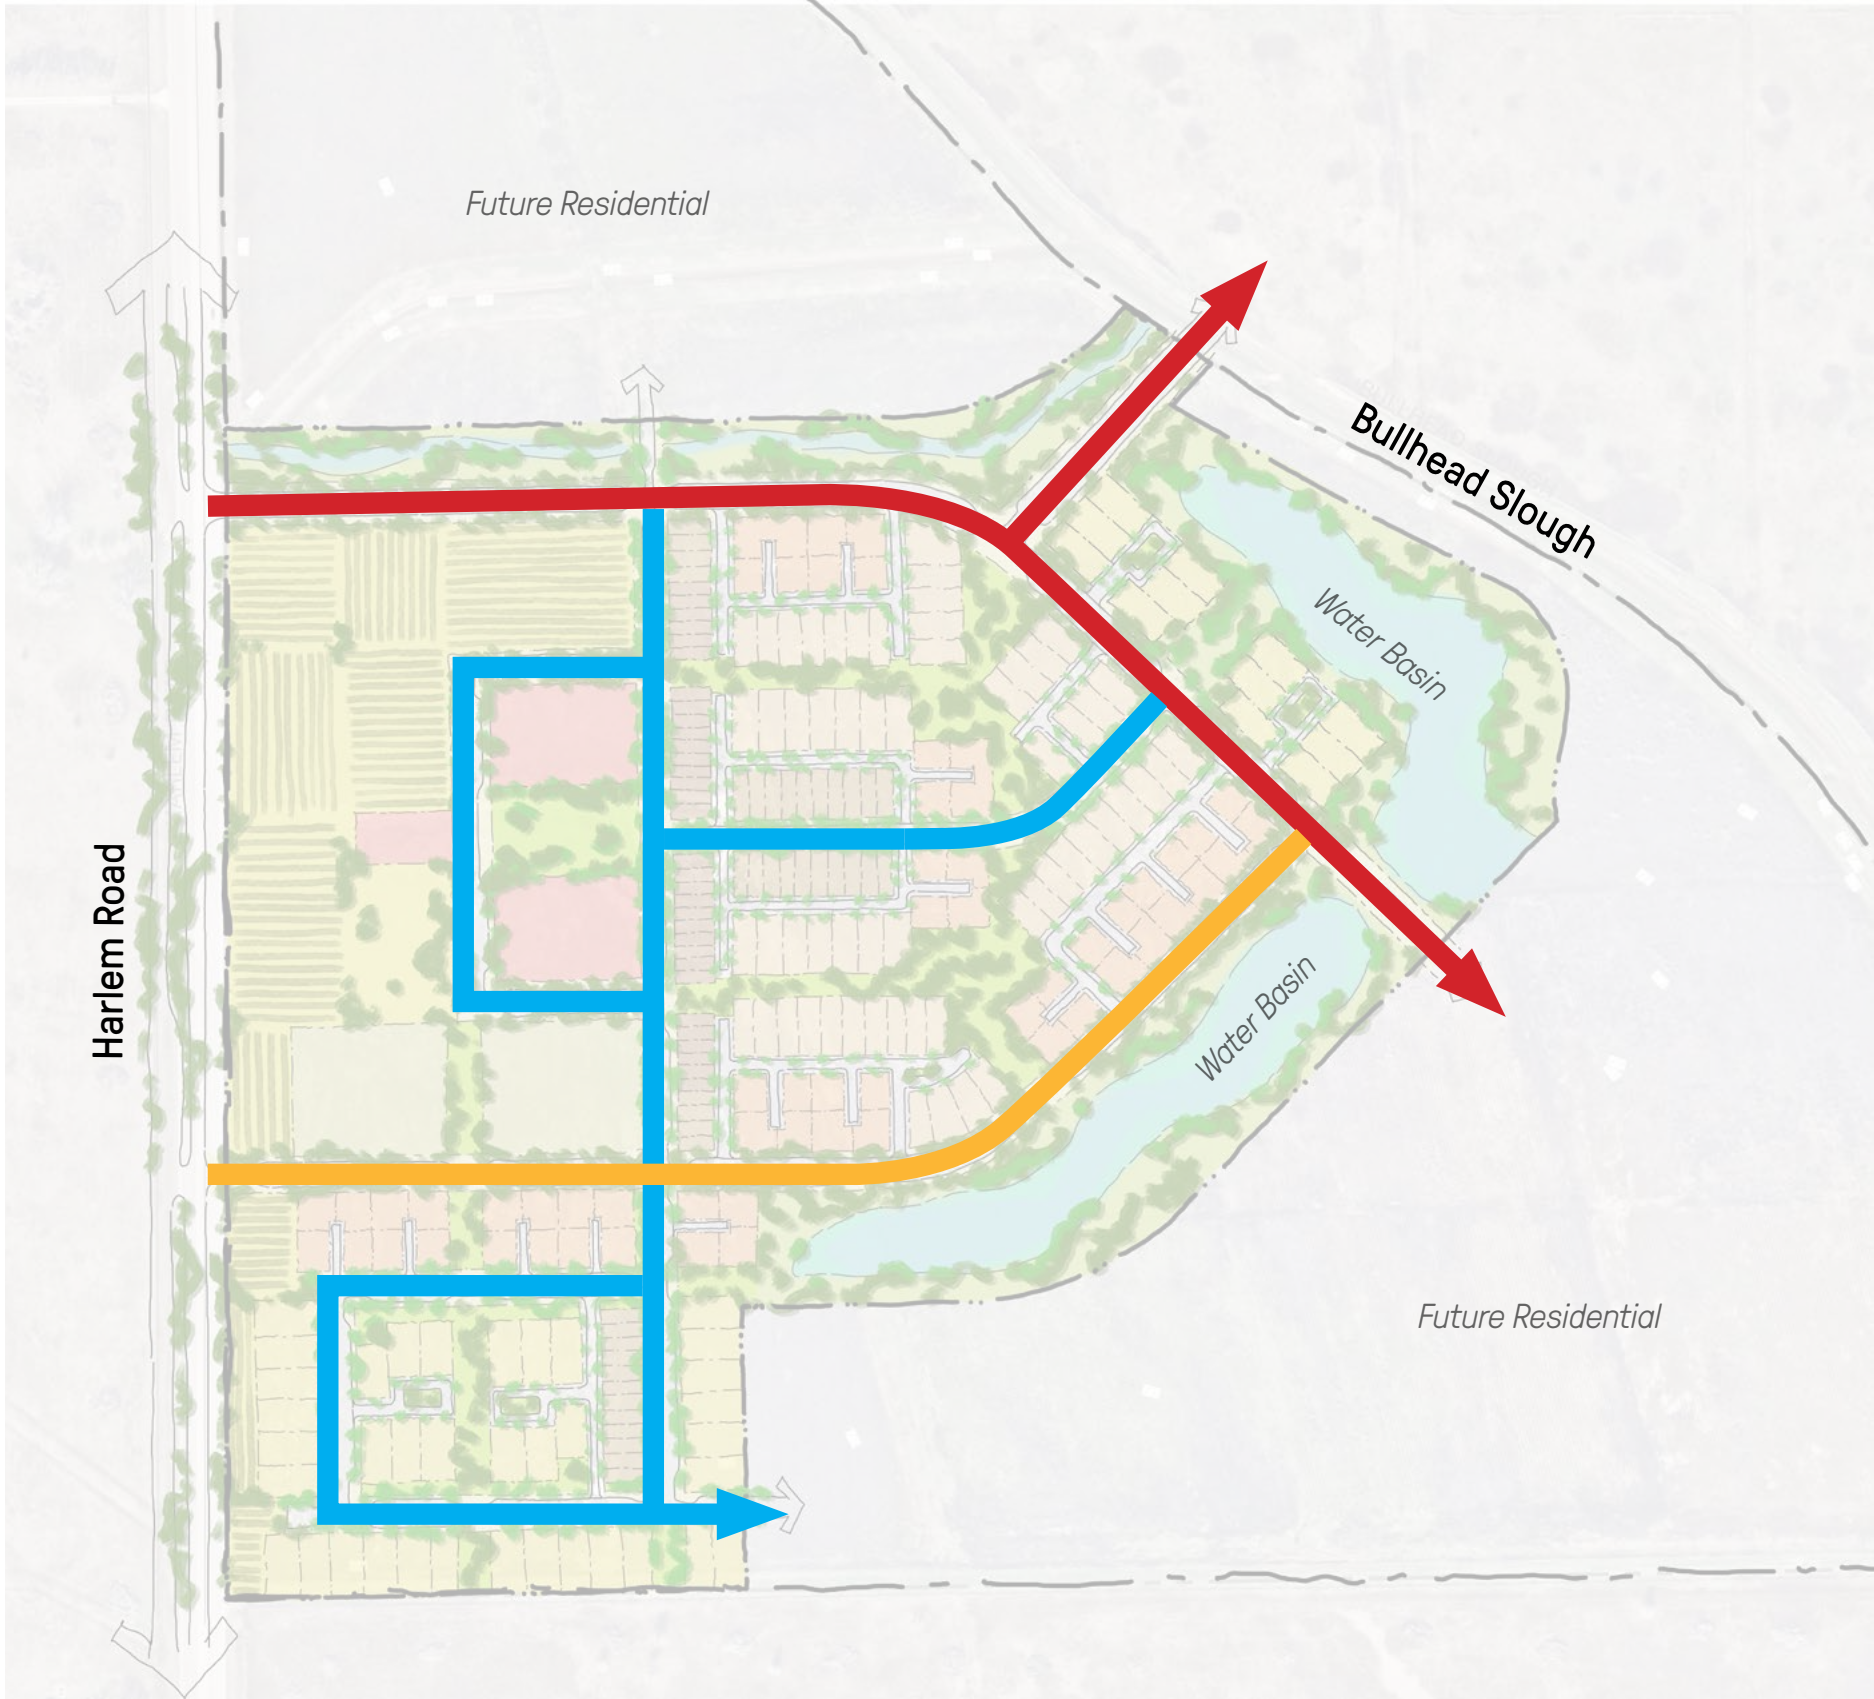 Future Residential
Bullhead Slough
Water Basin
Harlem Road
Water Basin
Future Residential